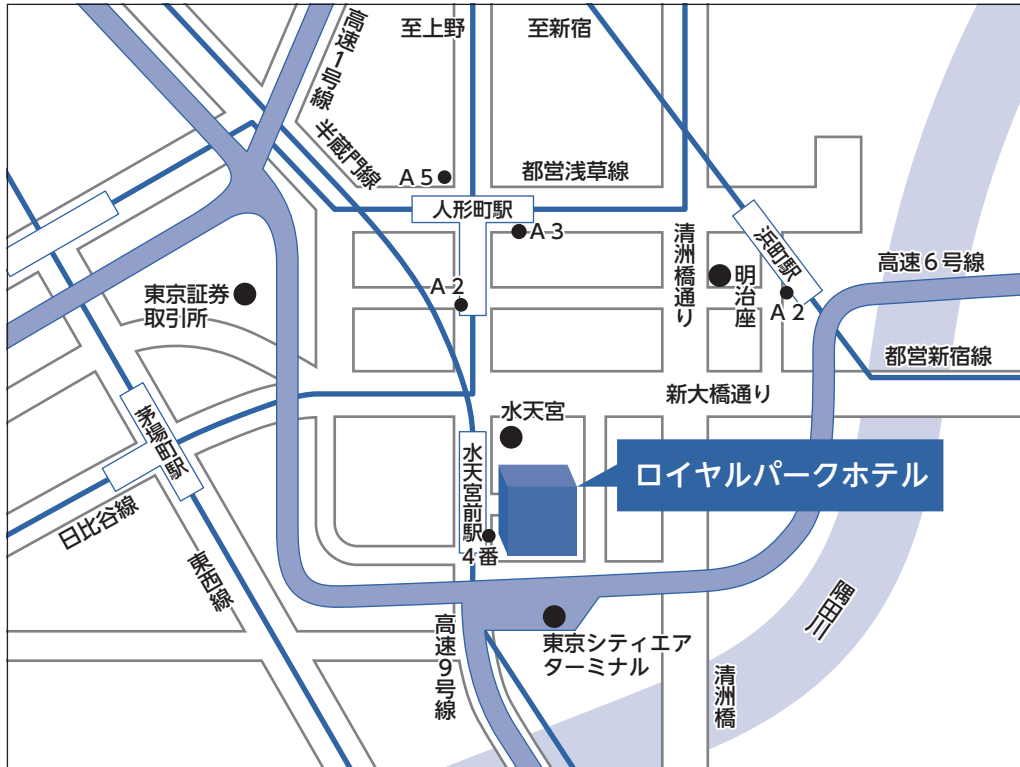 至上野
至新宿
高速1号線
半蔵門線
A5
都営浅草線
人形町駅
A3
清洲橋通り
浜町駅
明治座
高速6号線
東京証券
取引所
A2
A2
都営新宿線
新大橋通り
茅場町駅
水天宮
水天宮前駅
ロイヤルパークホテル
日比谷線
4番
東西線
高速9号線
東京シティエア
ターミナル
隅田川
清洲橋